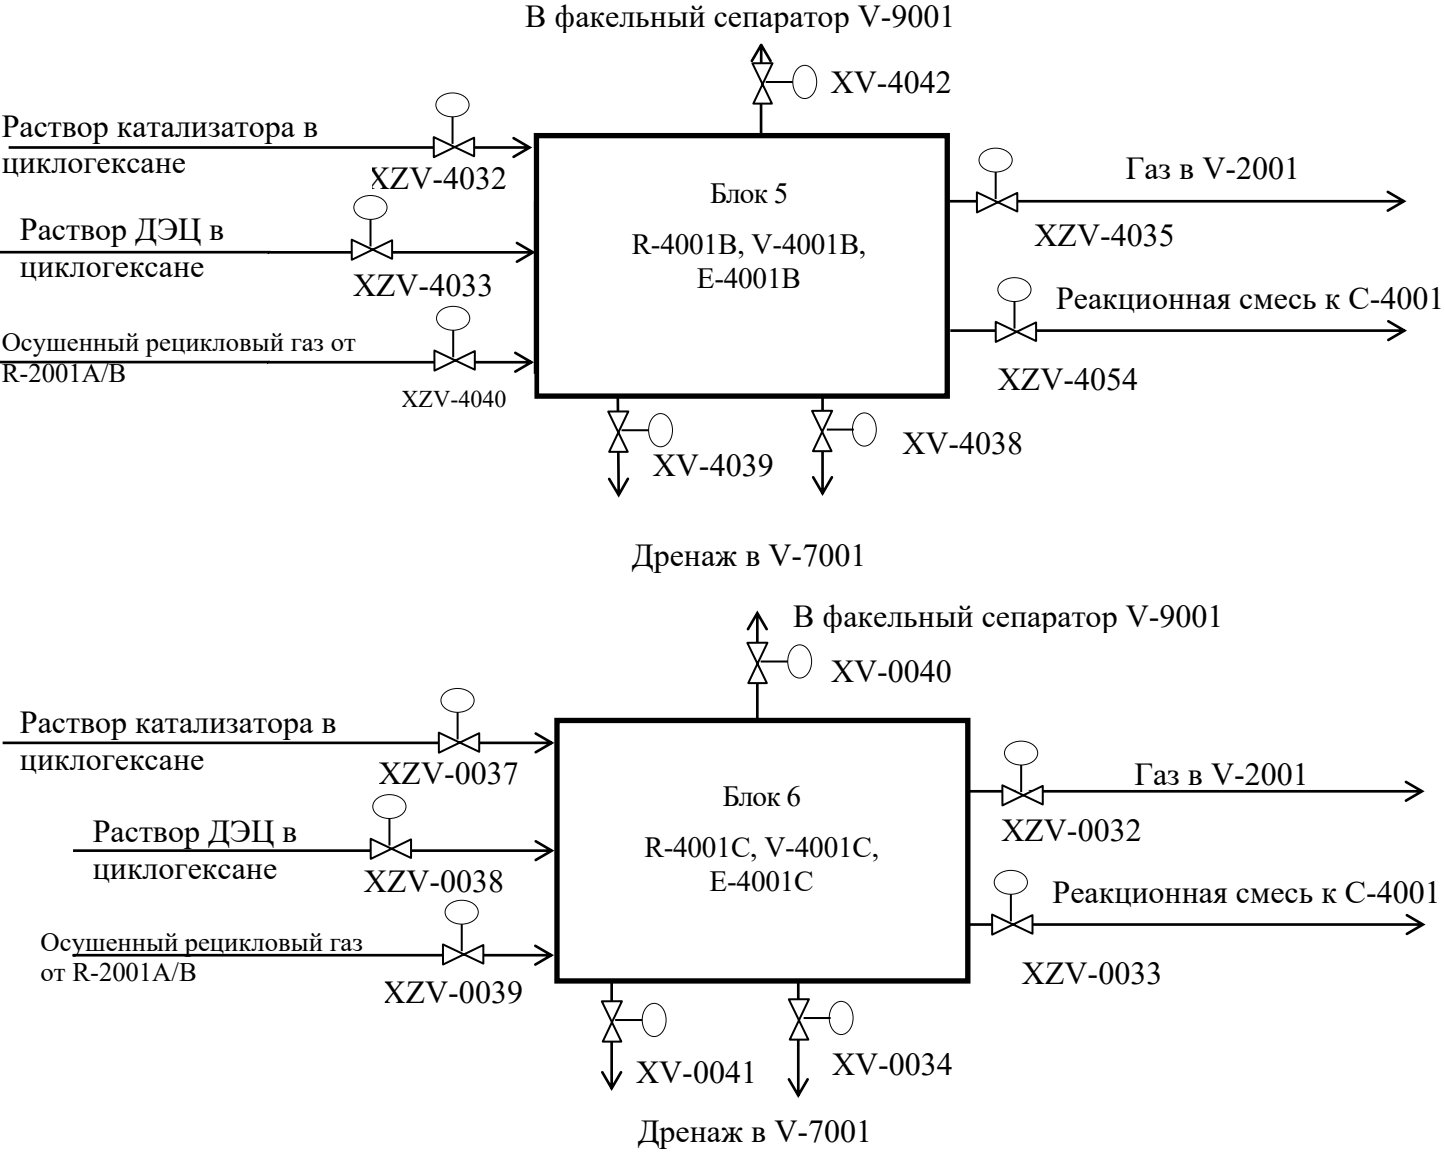 В факельный сепаратор V-9001
XV-4042
Раствор катализатора в
циклогексане
XZV-4032
Раствор ДЭЦ в
циклогексане
XZV-4033
Осушенный рецикловый газ от
R-2001A/B
XZV-4040
Блок 5
R-4001B, V-4001B,
E-4001B
Газ в V-2001
XZV-4035
Реакционная смесь к С-4001
XZV-4054
XV-4039
XV-4038
Дренаж в V-7001
В факельный сепаратор V-9001
XV-0040
Раствор катализатора в
циклогексане
XZV-0037
Раствор ДЭЦ в
циклогексане
XZV-0038
Осушенный рецикловый газ
от R-2001A/B
XZV-0039
Блок 6
R-4001C, V-4001C,
E-4001C
Газ в V-2001
XZV-0032
Реакционная смесь к С-4001
XZV-0033
XV-0041
XV-0034
Дренаж в V-7001